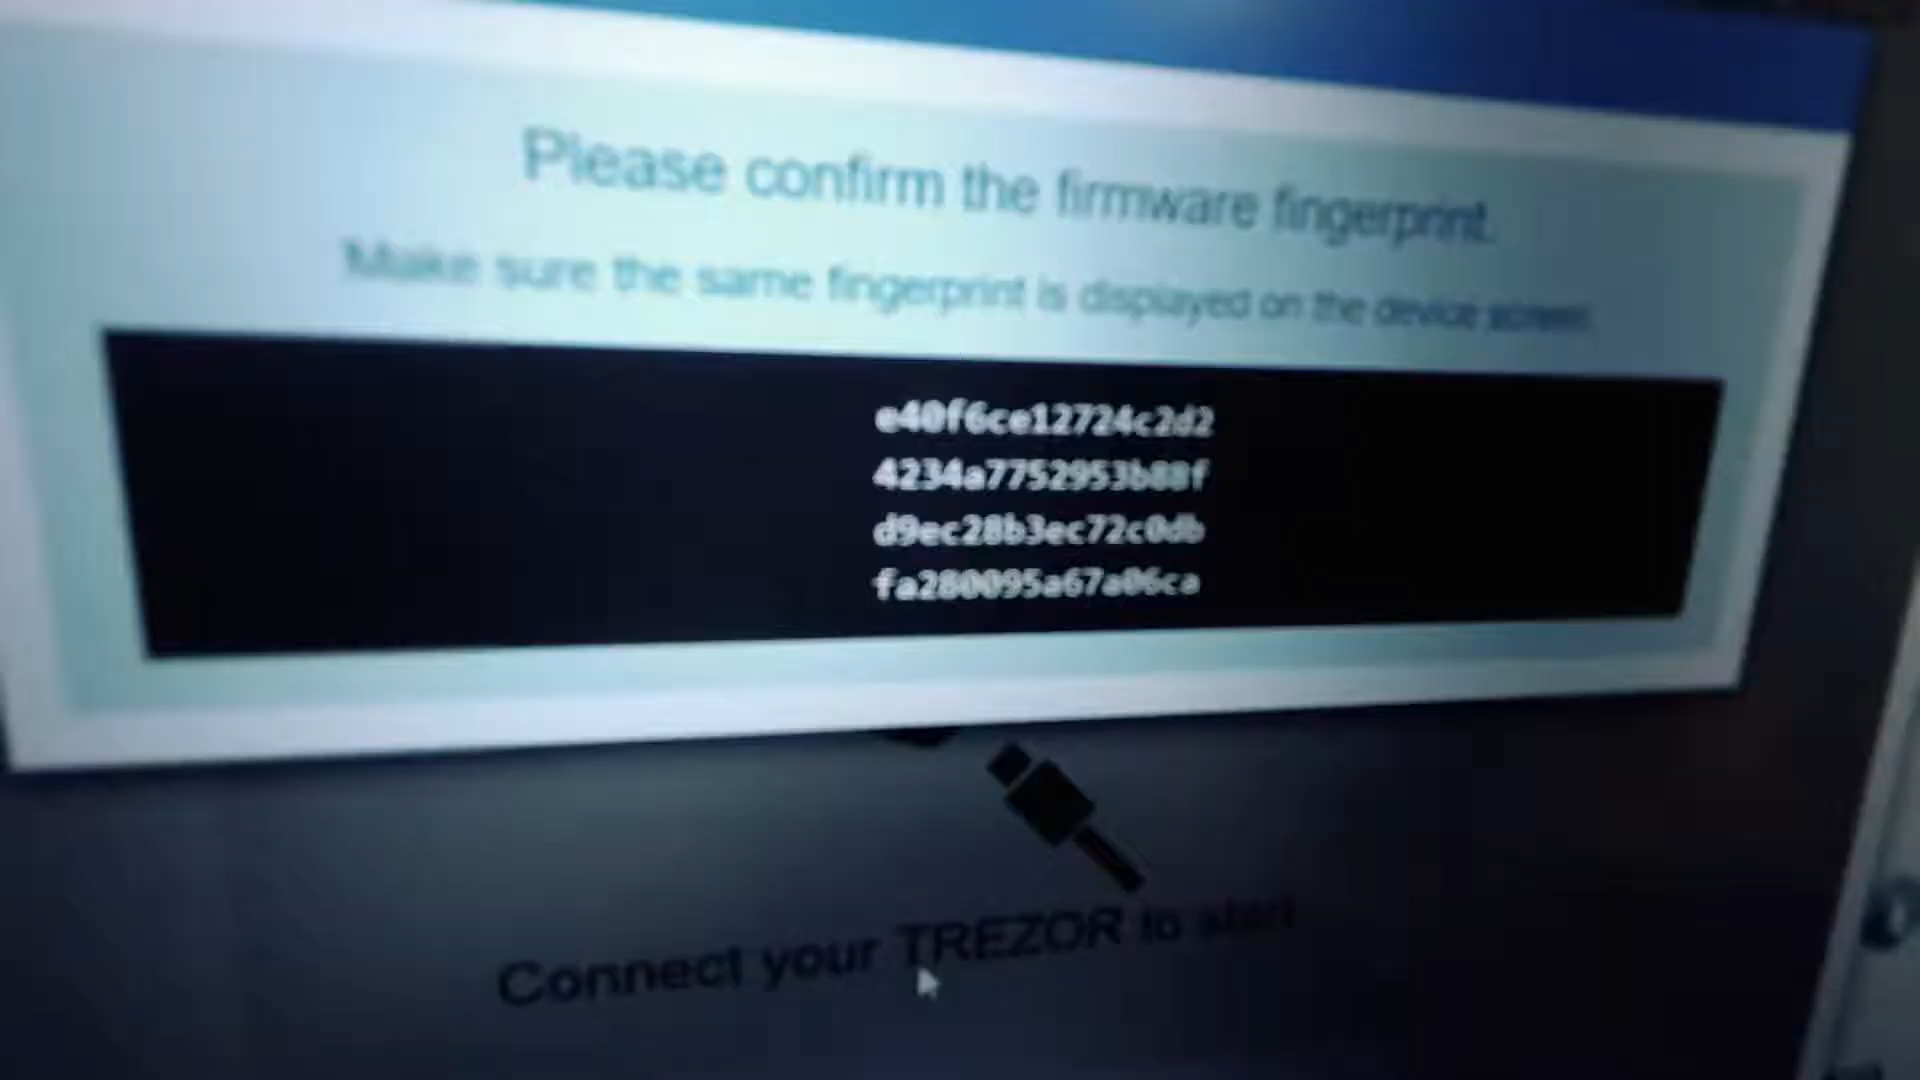 Please confirm the firmware fingerprint.
Make sure the same fingerprint is displayed on the device screen.
e40f6ce12724c2d2
4234a7752953b88f
d9ec28b3ec72c0db
fa280095a67a06ca
Connect your TREZOR to start